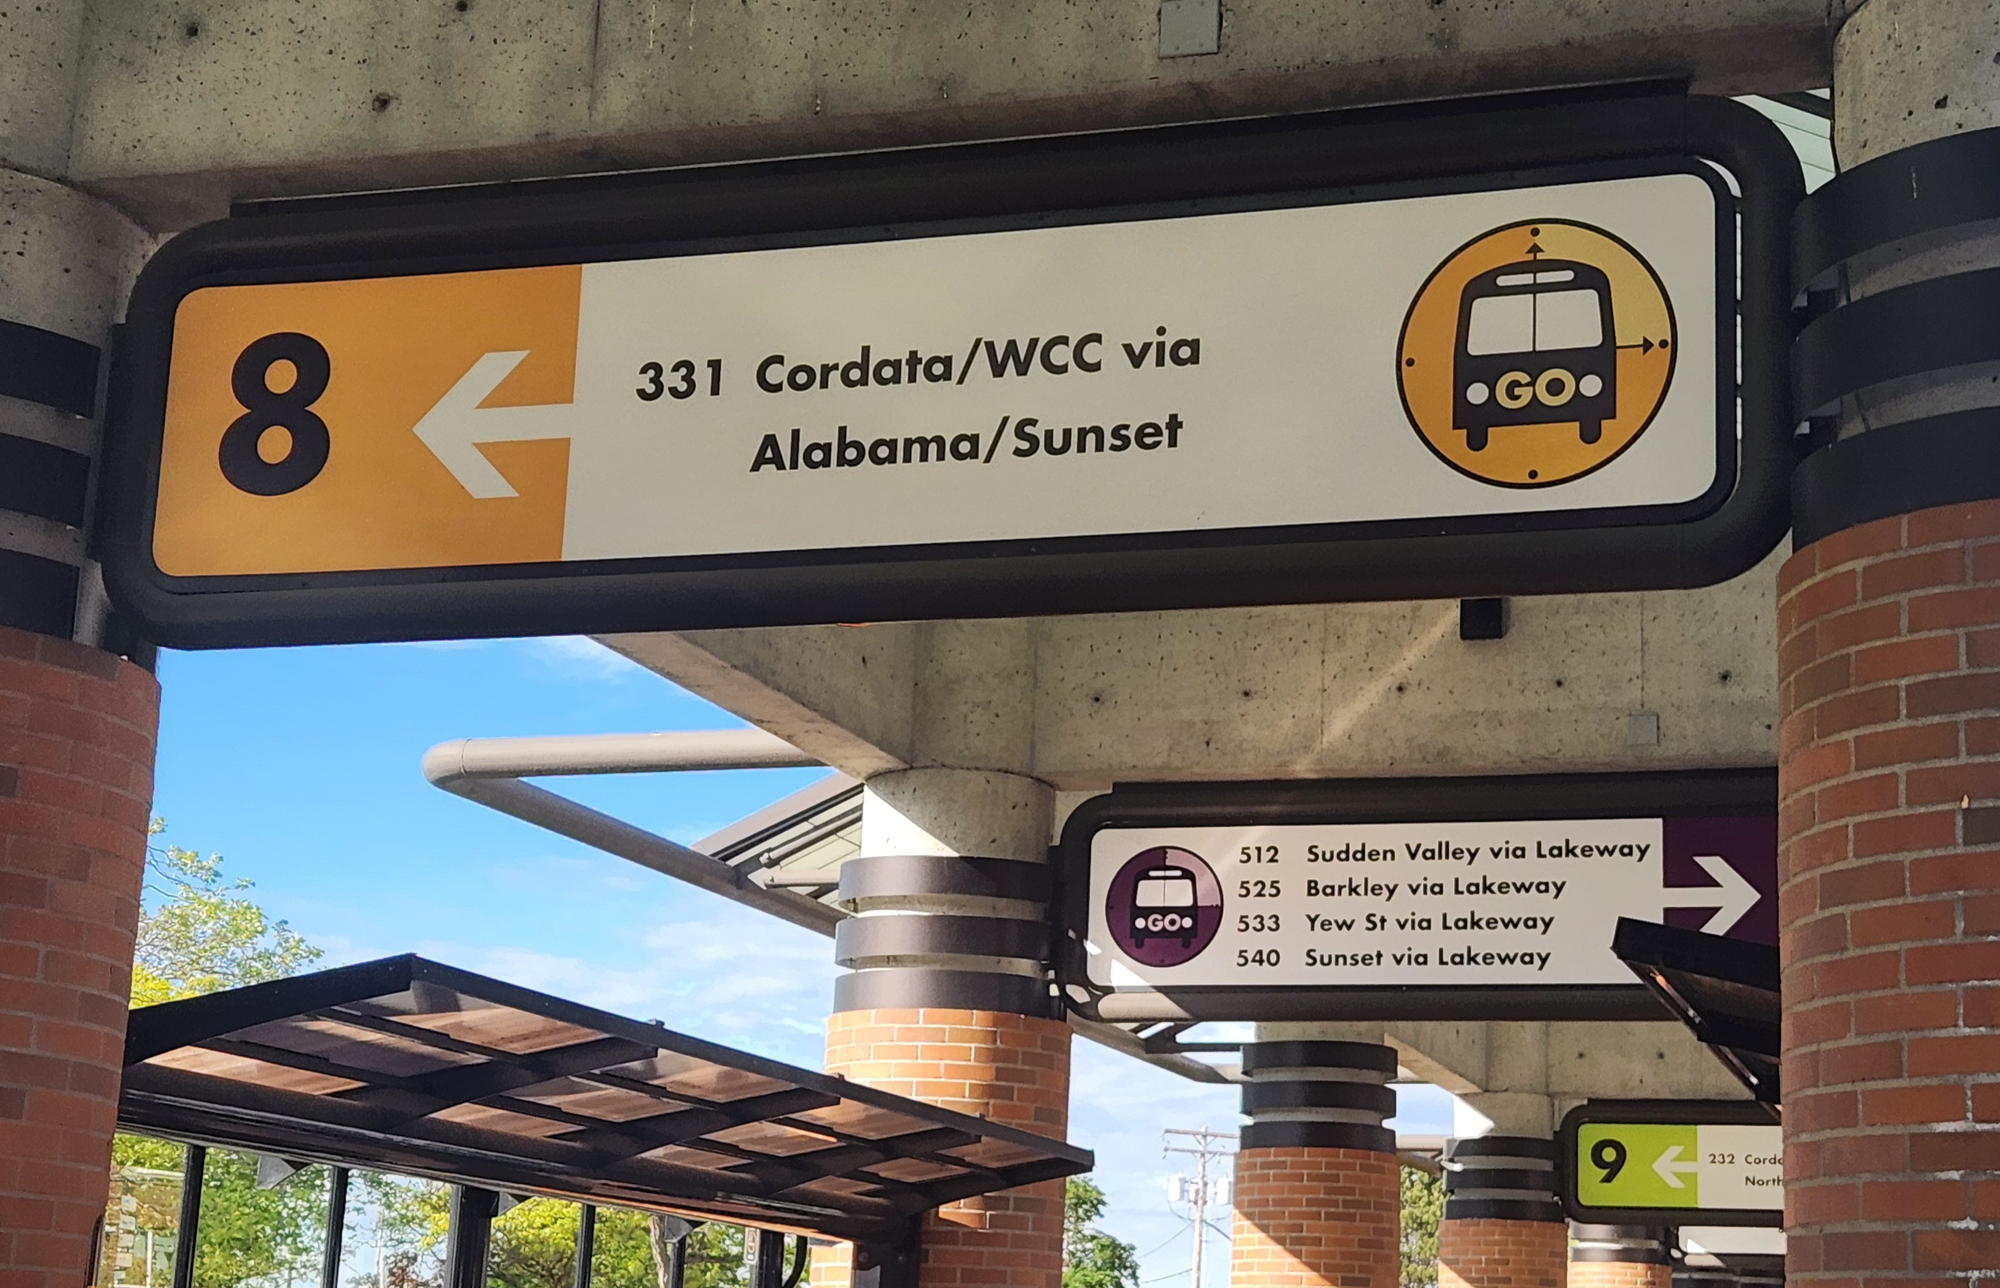 8 331 Cordata/WCC via
Alabama/Sunset
GO
GO
512 Sudden Valley via Lakeway
525 Barkley via Lakeway
533 Yew St via Lakeway
540 Sunset via Lakeway
9 232
North